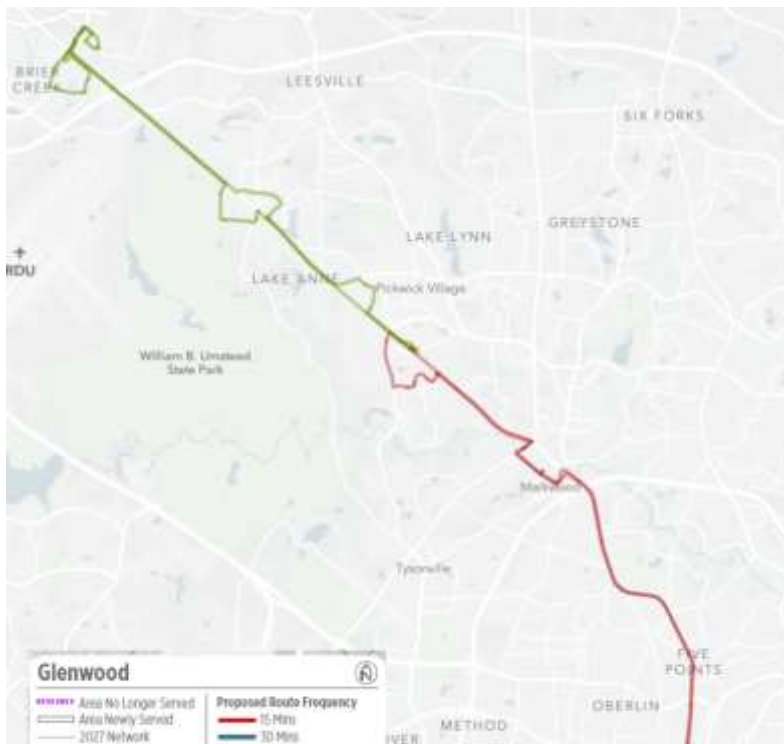 BRIER
CREEK
LEESVILLE
SIX FORKS
GREYSTONE
LAKE LYNN
RDU
LAKE ANNE
Pickwick Village
William B. Umstead
State Park
Tysonville
FIVE
POINTS
OBERLIN
METHOD
Glenwood
N
Area No Longer Served
Area Newly Served
2027 Network
Proposed Route Frequency
15 Mins
30 Mins